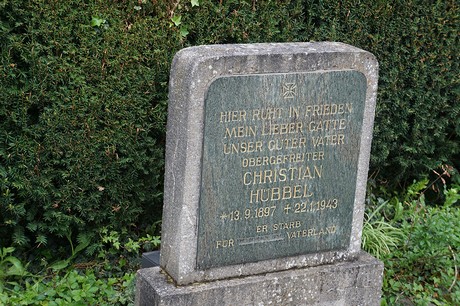 HIER RUHT IN FRIEDEN
MEIN LIEBER GATTE
UNSER GUTER VATER
OBERGEFREITER
CHRISTIAN
HUBBEL
+13.9.1897 +22.1.1943
ER STARB
FÜR VATERLAND